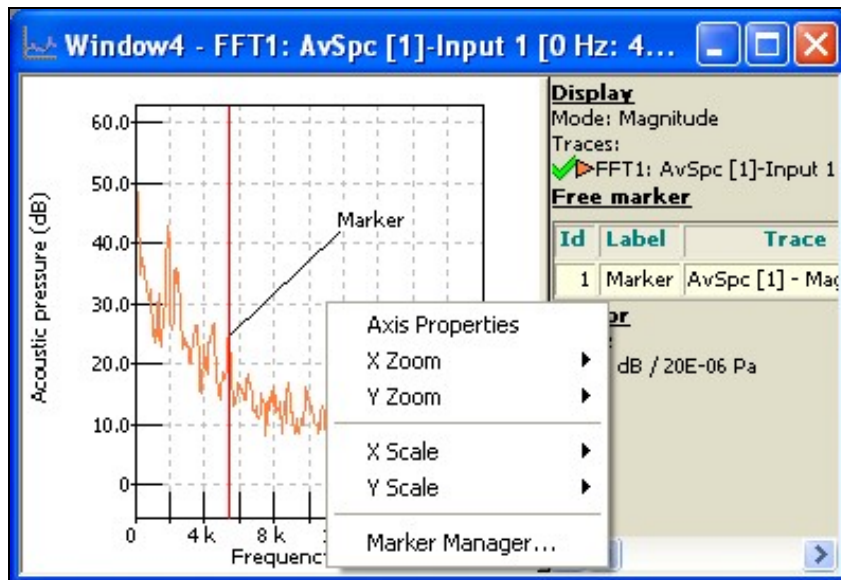 Window4 - FFT1: AvSpc [1]-Input 1 [0 Hz: 4...
60.0
50.0
40.0
30.0
20.0
10.0
0
Acoustic pressure (dB)
0
4 k
8 k
Marker
Axis Properties
X Zoom
Y Zoom
X Scale
Y Scale
Marker Manager...
Display
Mode: Magnitude
Traces:
FFT1: AvSpc [1]-Input 1
Free marker
Id Label Trace
1 Marker AvSpc [1] - Mag
dB / 20E-06 Pa